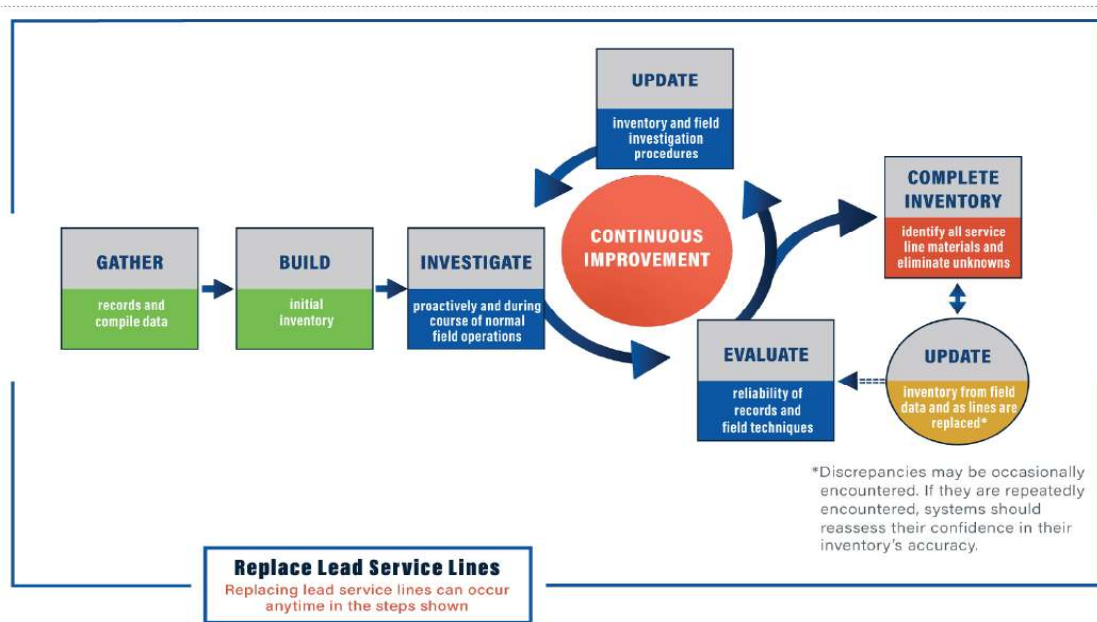 GATHER
records and
compile data
BUILD
initial
inventory
INVESTIGATE
proactively and during
course of normal
field operations
UPDATE
inventory and field
investigation
procedures
CONTINUOUS
IMPROVEMENT
EVALUATE
reliability of
records and
field techniques
COMPLETE
INVENTORY
identify all service
line materials and
eliminate unknowns
UPDATE
inventory from field
data and as lines are
replaced*
*Discrepancies may be occasionally
encountered. If they are repeatedly
encountered, systems should
reassess their confidence in their
inventory's accuracy.
Replace Lead Service Lines
Replacing lead service lines can occur
anytime in the steps shown